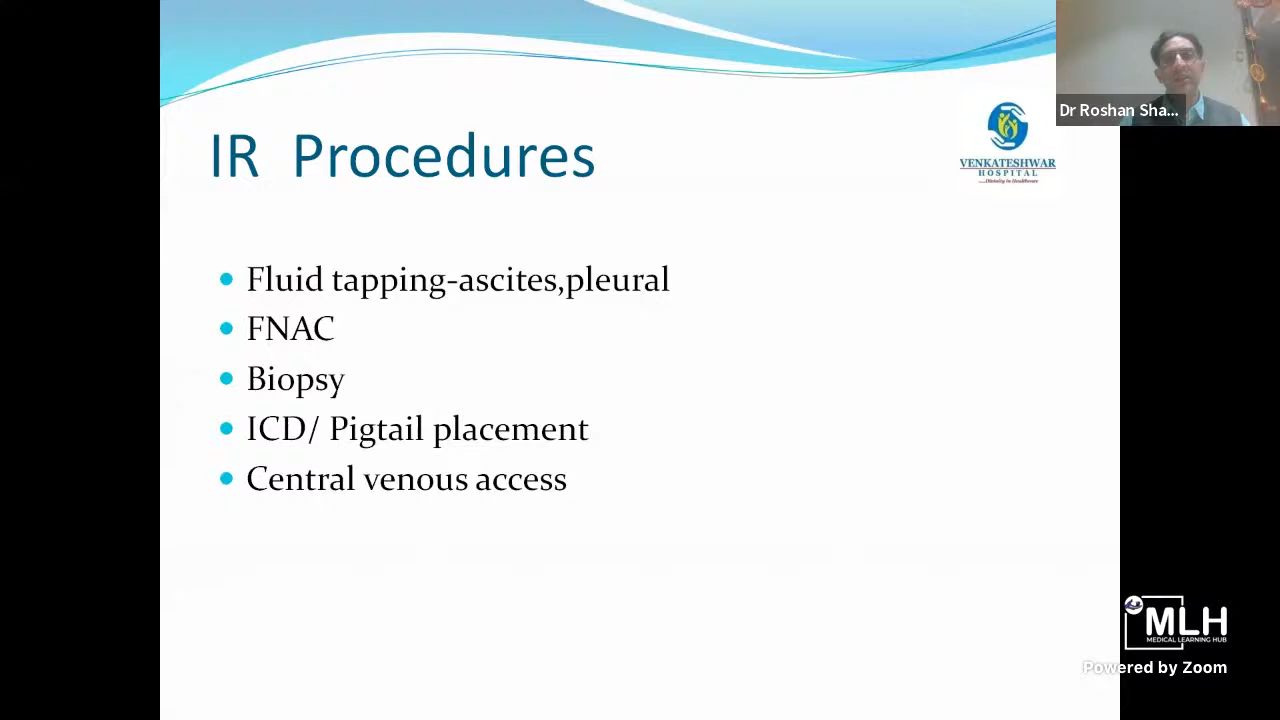 Dr Roshan Sha...
IR Procedures
VENKATESHWAR
HOSPITAL
• Fluid tapping-ascites,pleural
• FNAC
• Biopsy
• ICD/ Pigtail placement
• Central venous access
MLH
MEDICAL LEARNING HUB
Powered by Zoom